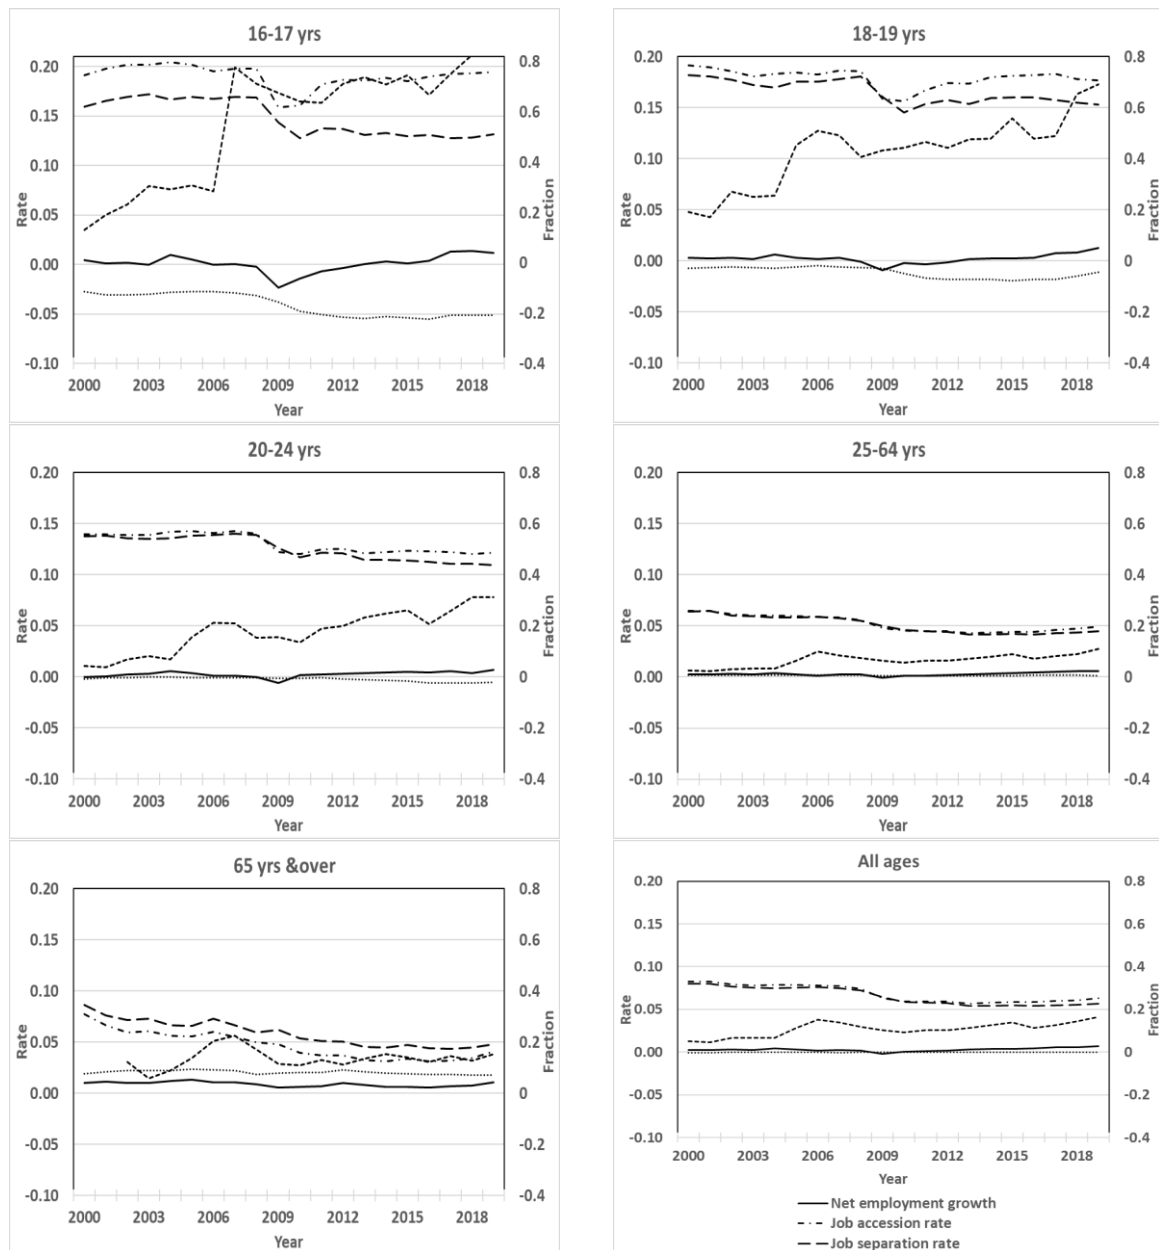 16-17 yrs
0.20
0.15
0.10
0.05
0.00
-0.05
-0.10
Rate
0.8
0.6
0.4
0.2
0
-0.2
-0.4
Fraction
2000 2003 2006 2009 2012 2015 2018
Year
18-19 yrs
0.20
0.15
0.10
0.05
0.00
-0.05
-0.10
Rate
0.8
0.6
0.4
0.2
0
-0.2
-0.4
Fraction
2000 2003 2006 2009 2012 2015 2018
Year
20-24 yrs
0.20
0.15
0.10
0.05
0.00
-0.05
-0.10
Rate
0.8
0.6
0.4
0.2
0
-0.2
-0.4
Fraction
2000 2003 2006 2009 2012 2015 2018
Year
25-64 yrs
0.20
0.15
0.10
0.05
0.00
-0.05
-0.10
Rate
0.8
0.6
0.4
0.2
0
-0.2
-0.4
Fraction
2000 2003 2006 2009 2012 2015 2018
Year
65 yrs &over
0.20
0.15
0.10
0.05
0.00
-0.05
-0.10
Rate
0.8
0.6
0.4
0.2
0
-0.2
-0.4
Fraction
2000 2003 2006 2009 2012 2015 2018
Year
All ages
0.20
0.15
0.10
0.05
0.00
-0.05
-0.10
Rate
0.8
0.6
0.4
0.2
0
-0.2
-0.4
Fraction
2000 2003 2006 2009 2012 2015 2018
Year
Net employment growth
Job accession rate
Job separation rate